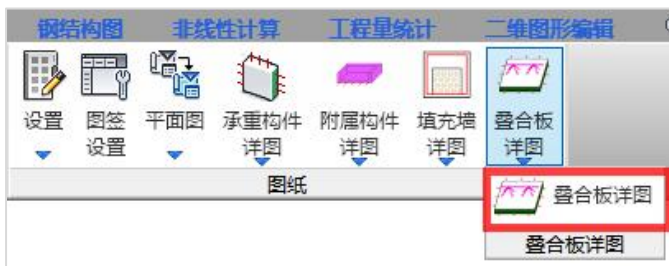 钢结构图 非线性计算 工程量统计 二维图形编辑
设置 图签设置 平面图 承重构件详图 附属构件详图 填充墙详图 叠合板详图
图纸
叠合板详图
叠合板详图